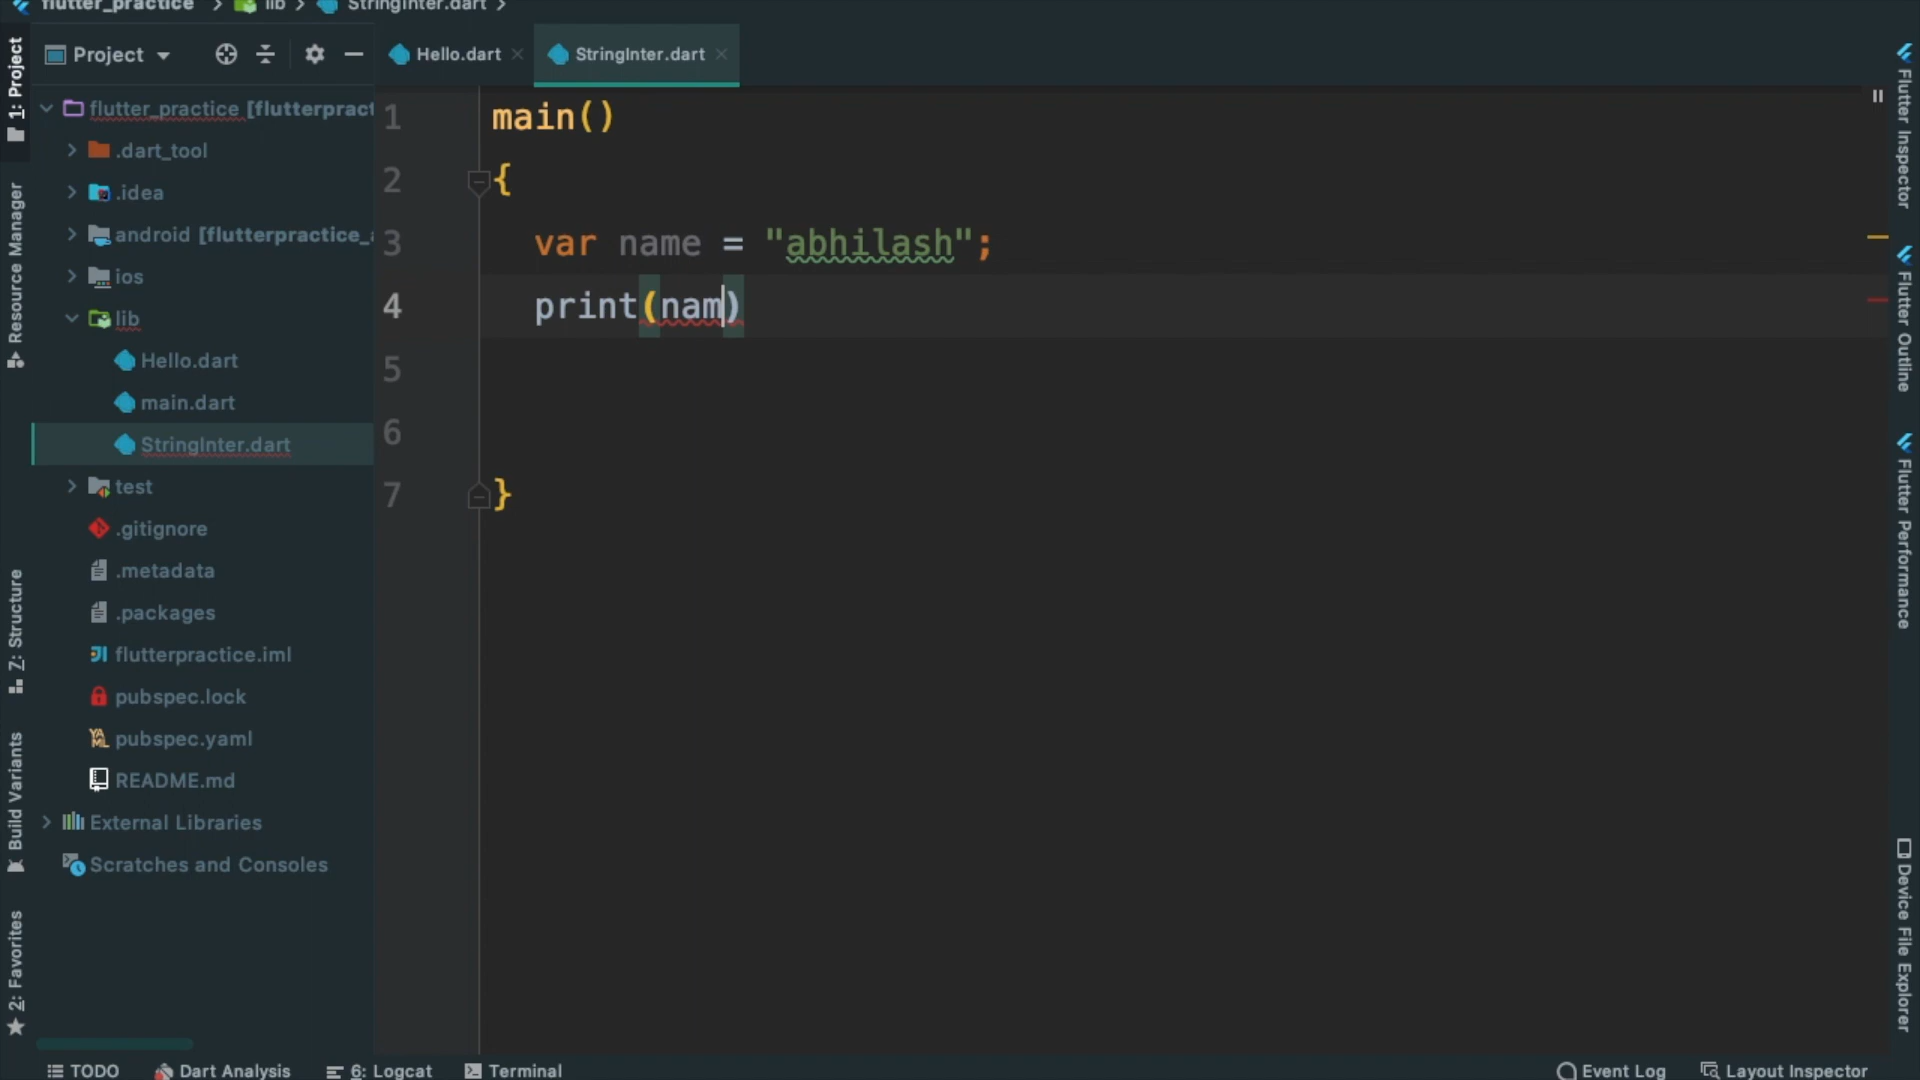 flutter_practice > lib > StringInter.dart >
Project
Hello.dart
StringInter.dart
flutter_practice [flutterpract
.dart_tool
.idea
android [flutterpractice_a
ios
lib
Hello.dart
main.dart
StringInter.dart
test
.gitignore
.metadata
.packages
flutterpractice.iml
pubspec.lock
pubspec.yaml
README.md
External Libraries
Scratches and Consoles
1 main()
2 {
3 var name = "abhilash";
4 print(nam)
5
6
7 }
1: Project
Resource Manager
Z: Structure
Build Variants
2: Favorites
Flutter Inspector
Flutter Outline
Flutter Performance
Device File Explorer
TODO
Dart Analysis
6: Logcat
Terminal
Event Log
Layout Inspector